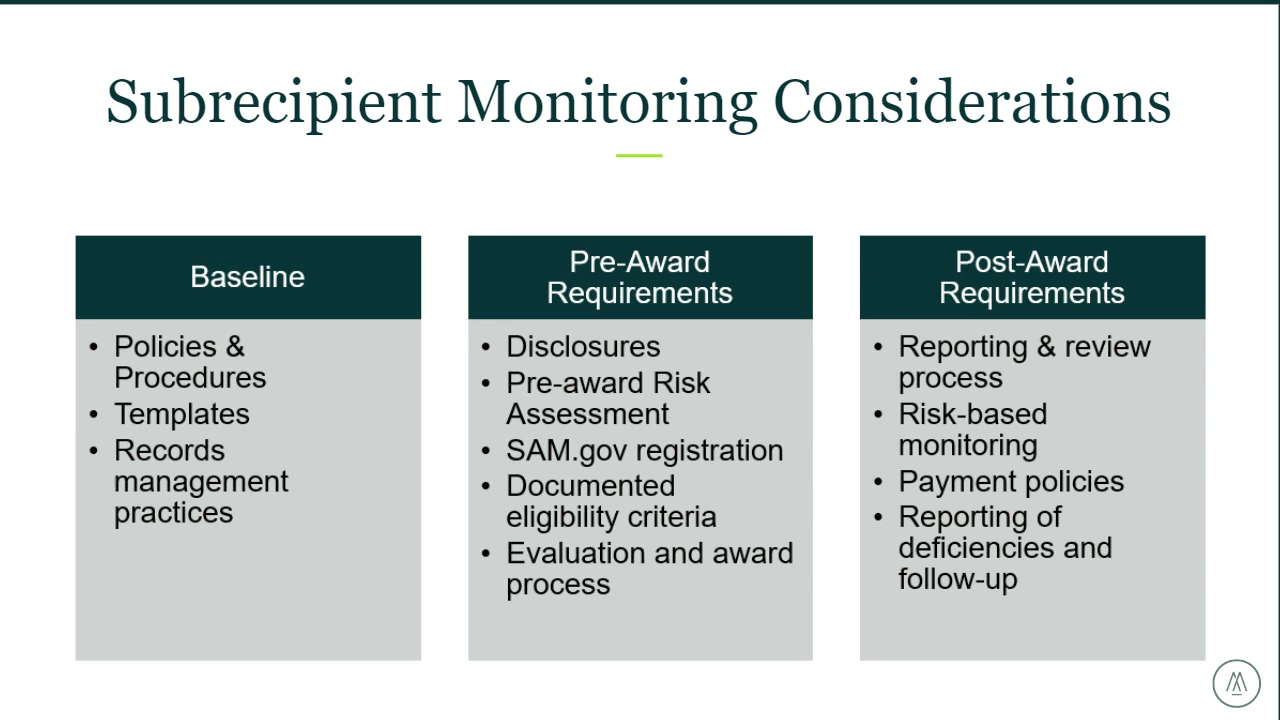 Subrecipient Monitoring Considerations
Baseline
• Policies &
Procedures
• Templates
• Records
management
practices
Pre-Award
Requirements
• Disclosures
• Pre-award Risk
Assessment
• SAM.gov registration
• Documented
eligibility criteria
• Evaluation and award
process
Post-Award
Requirements
• Reporting & review
process
• Risk-based
monitoring
• Payment policies
• Reporting of
deficiencies and
follow-up